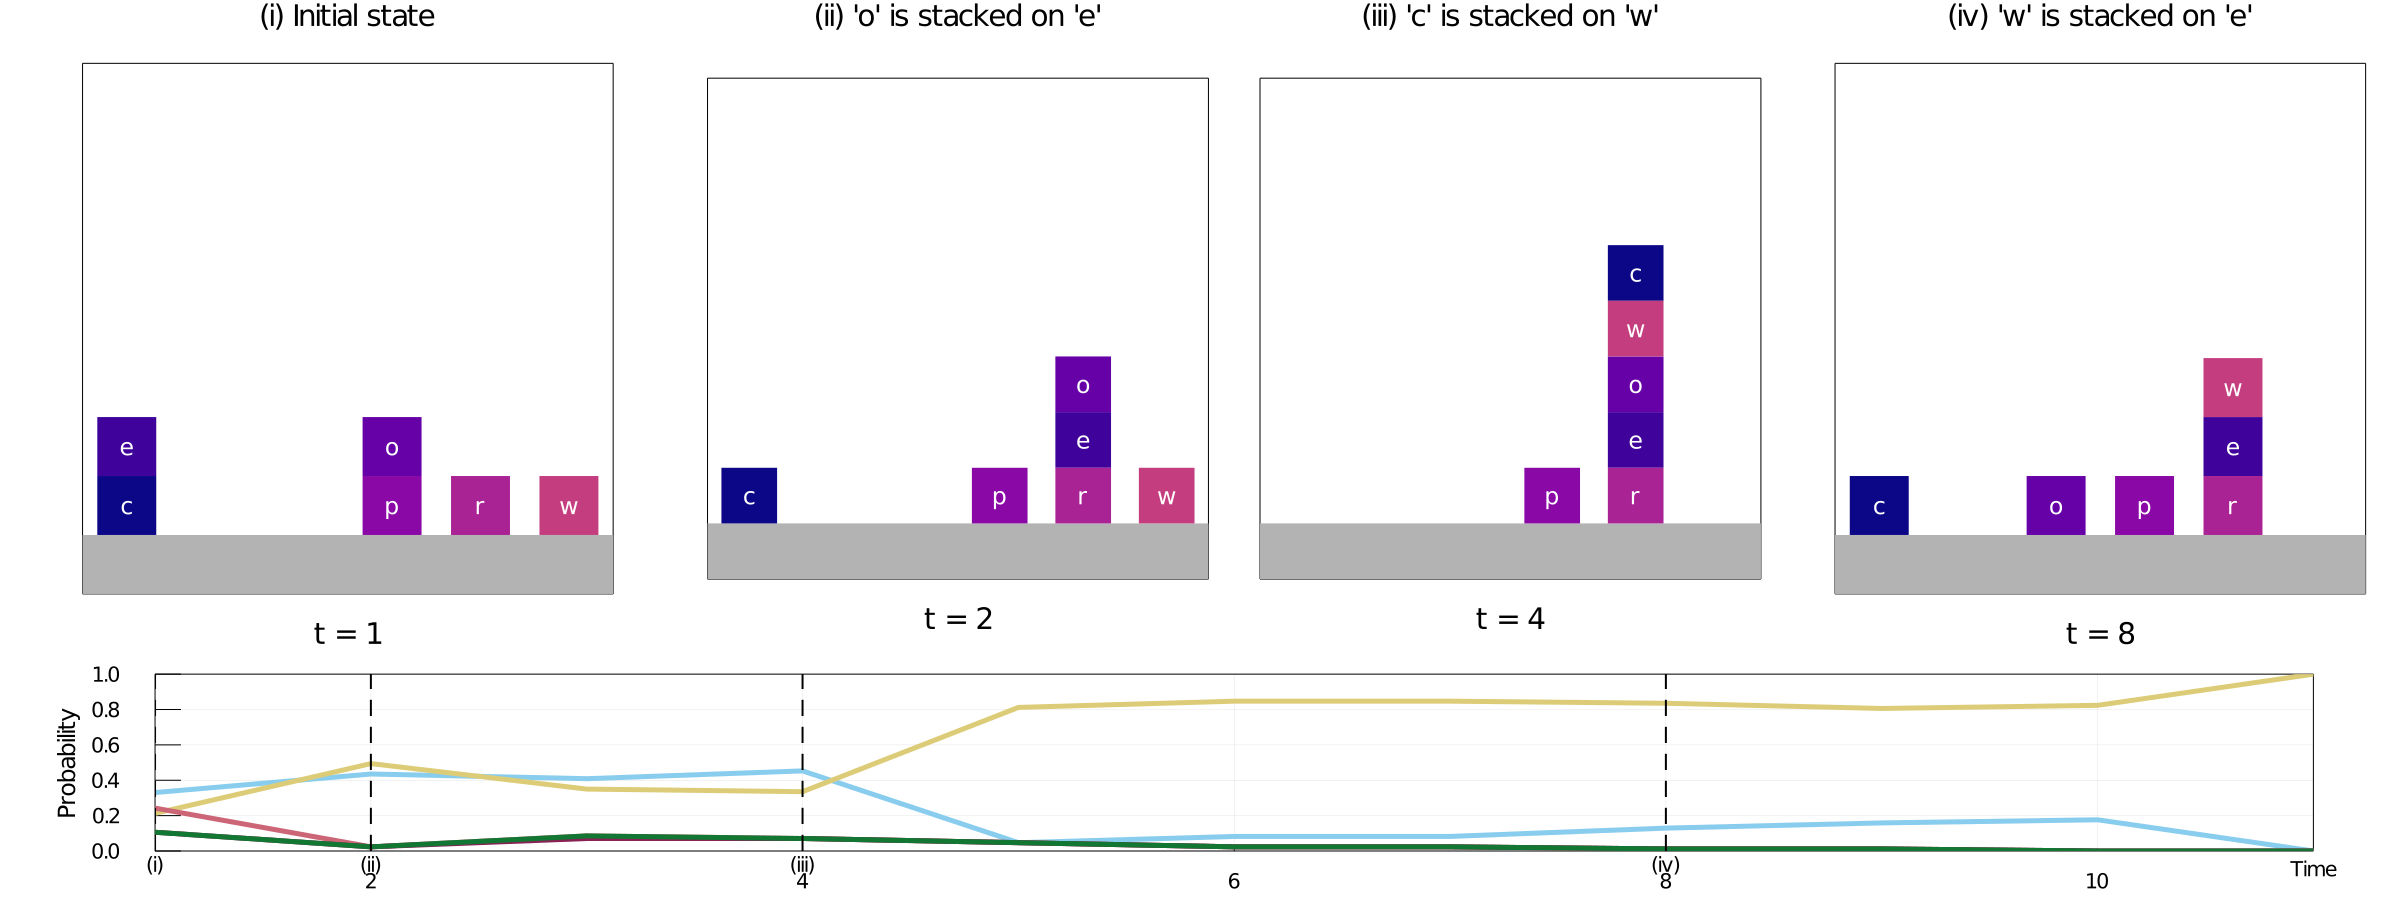 (i) Initial state
(ii) 'o' is stacked on 'e'
(iii) 'c' is stacked on 'w'
(iv) 'w' is stacked on 'e'
e
c
o
p
r
w
c
p
o
e
r
w
p
c
w
o
e
r
c
o
p
w
e
r
t = 1
t = 2
t = 4
t = 8
Probability
1.0
0.8
0.6
0.4
0.2
0.0
(i)
(ii)
(iii)
(iv)
Time
2
4
6
8
10